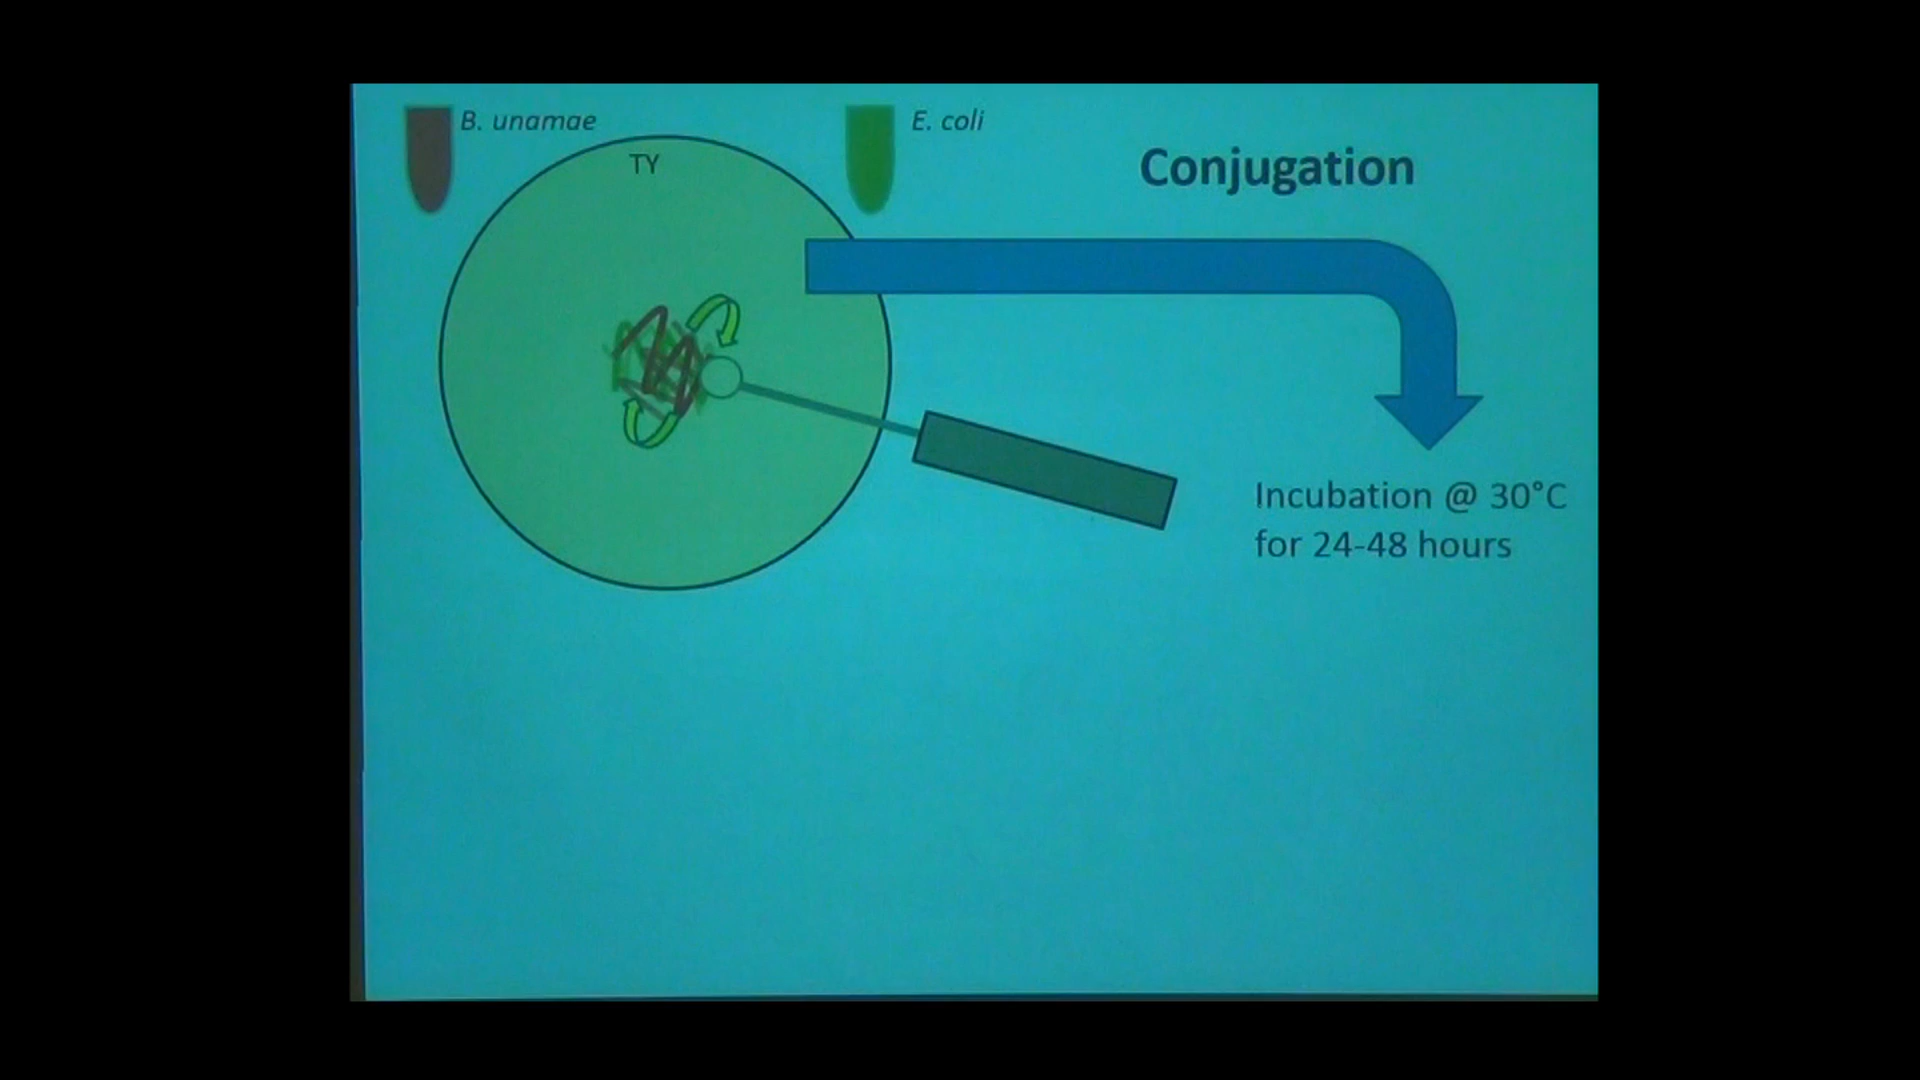 B. unamae
E. coli
TY
Conjugation
Incubation @ 30°C
for 24-48 hours